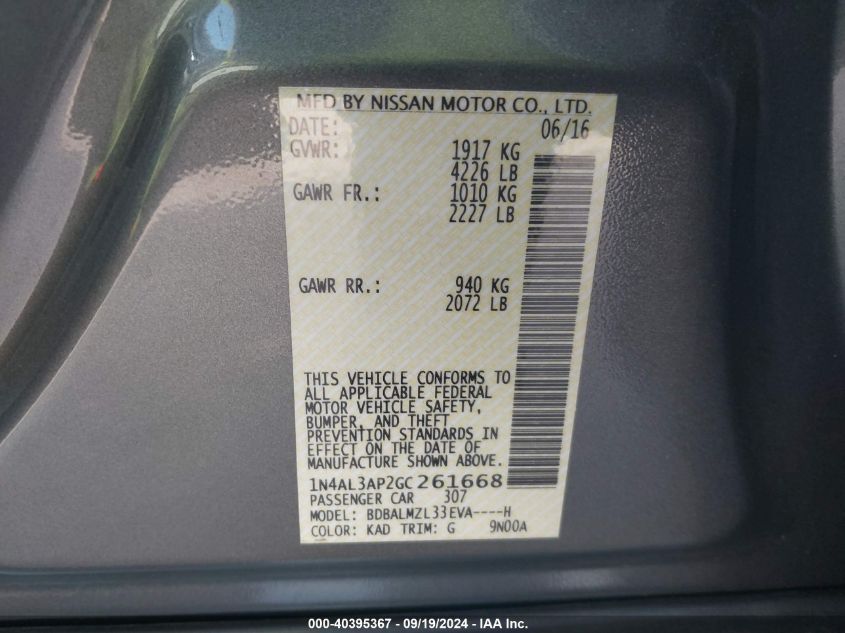 MFD BY NISSAN MOTOR CO., LTD.
DATE: 06/16
GVWR: 1917 KG
4226 LB
GAWR FR.: 1010 KG
2227 LB
GAWR RR.: 940 KG
2072 LB
THIS VEHICLE CONFORMS TO
ALL APPLICABLE FEDERAL
MOTOR VEHICLE SAFETY,
BUMPER, AND THEFT
PREVENTION STANDARDS IN
EFFECT ON THE DATE OF
MANUFACTURE SHOWN ABOVE.
1N4AL3AP2GC261668
PASSENGER CAR 307
MODEL: BDBALMZL33EVA----H
COLOR: KAD TRIM: G 9N00A
000-40395367 - 09/19/2024 - IAA Inc.